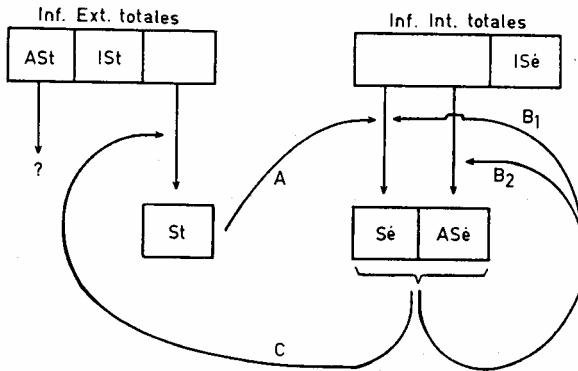 Inf. Ext. totales
Inf. Int. totales
ASt
ISt
ISé
B1
?
A
B2
St
Sé
ASé
C